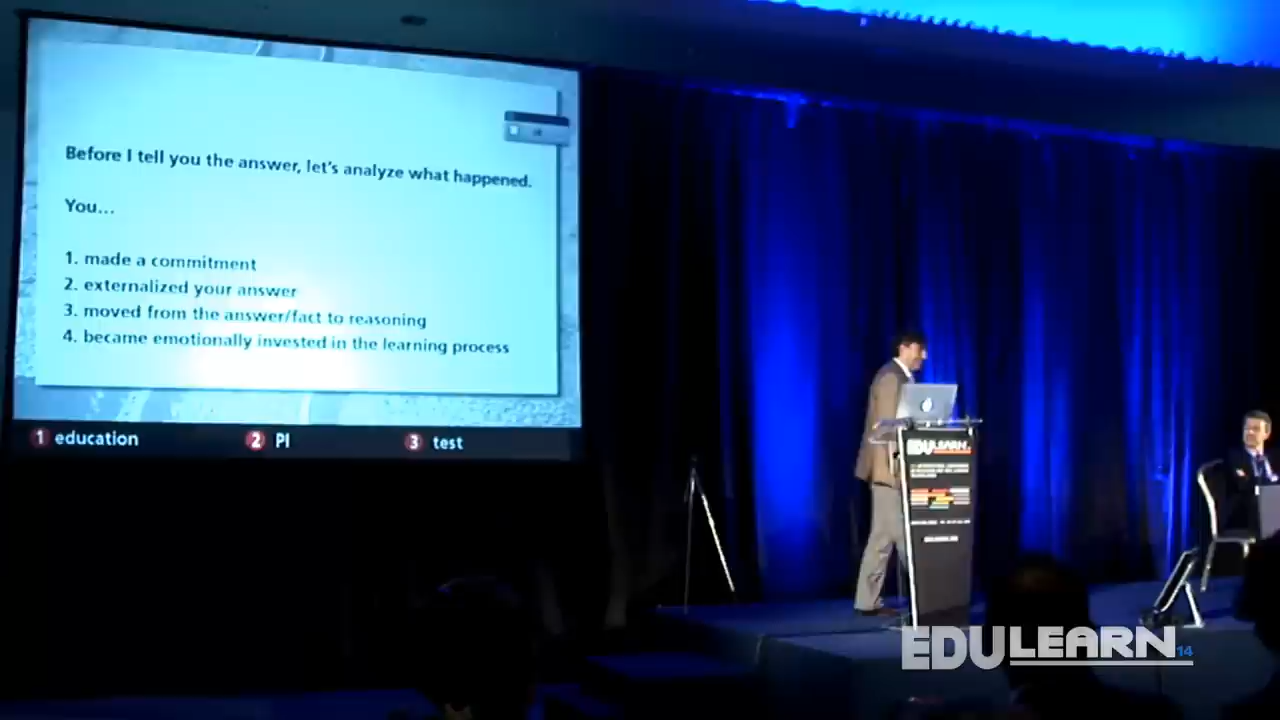 Before I tell you the answer, let's analyze what happened.
You...
1. made a commitment
2. externalized your answer
3. moved from the answer/fact to reasoning
4. became emotionally invested in the learning process
1 education
2 PI
3 test
EDULEARN
EDULEARN14